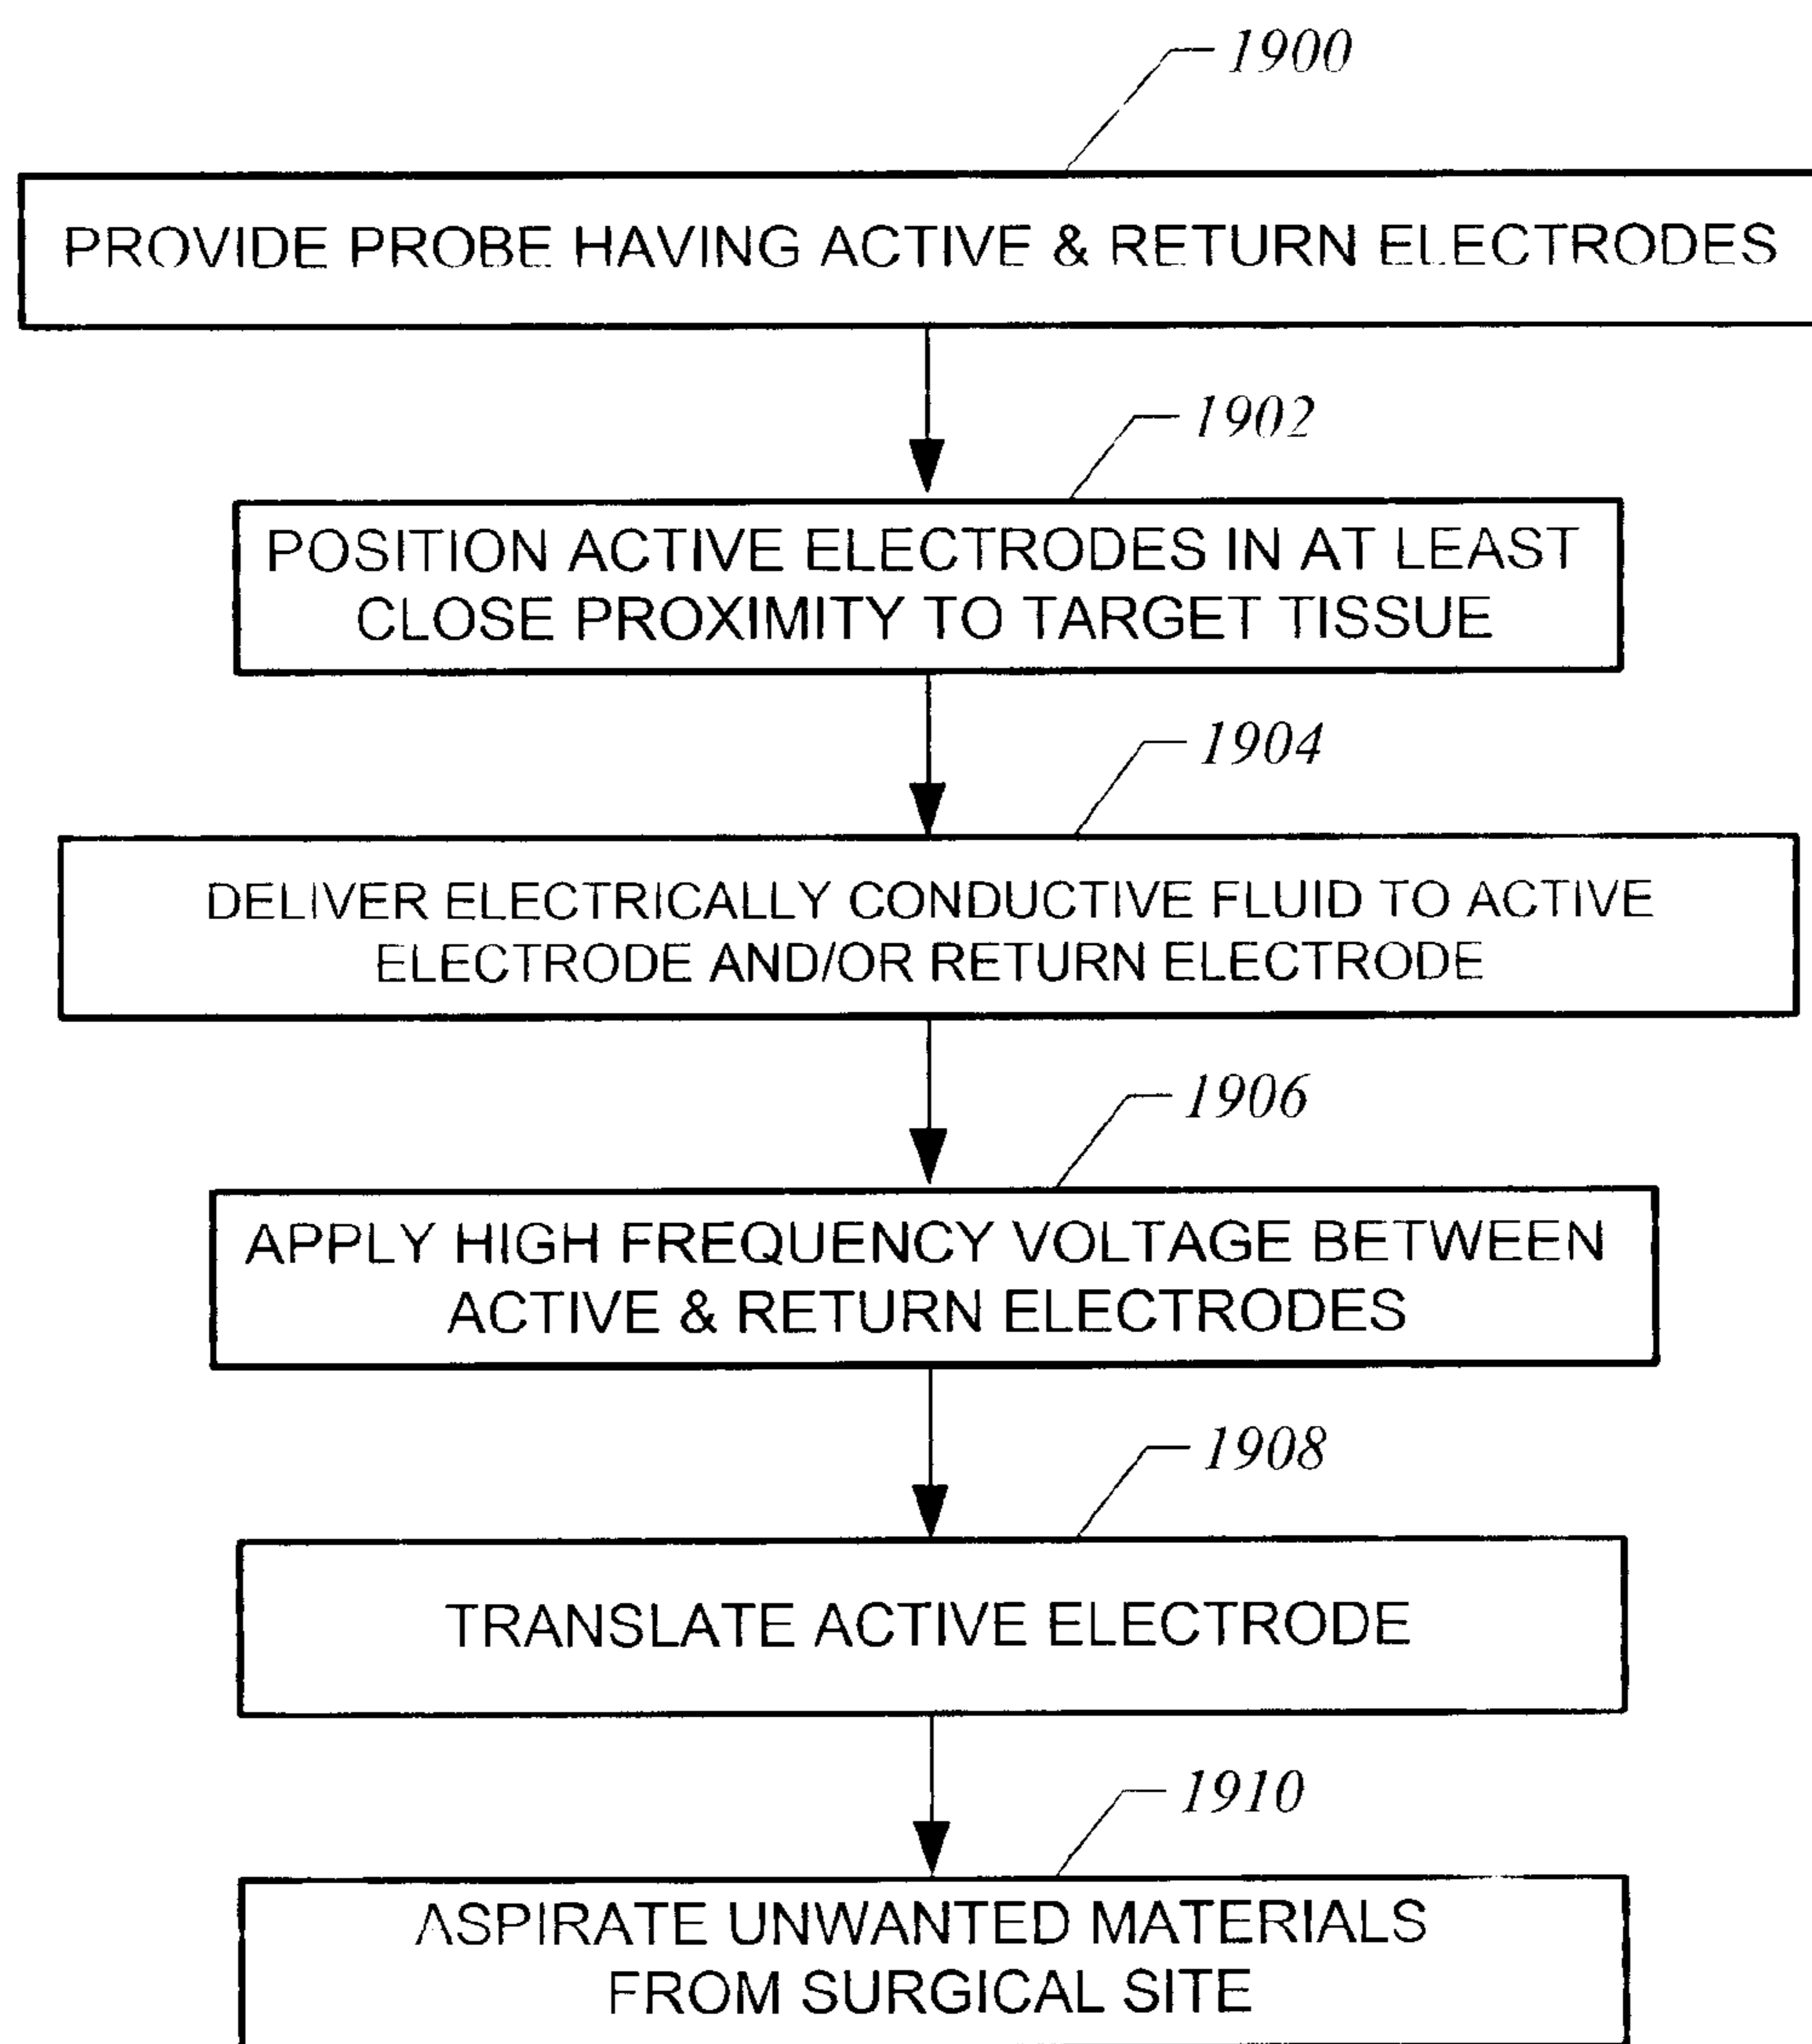 1900
PROVIDE PROBE HAVING ACTIVE & RETURN ELECTRODES
1902
POSITION ACTIVE ELECTRODES IN AT LEAST
CLOSE PROXIMITY TO TARGET TISSUE
1904
DELIVER ELECTRICALLY CONDUCTIVE FLUID TO ACTIVE
ELECTRODE AND/OR RETURN ELECTRODE
1906
APPLY HIGH FREQUENCY VOLTAGE BETWEEN
ACTIVE & RETURN ELECTRODES
1908
TRANSLATE ACTIVE ELECTRODE
1910
ASPIRATE UNWANTED MATERIALS
FROM SURGICAL SITE